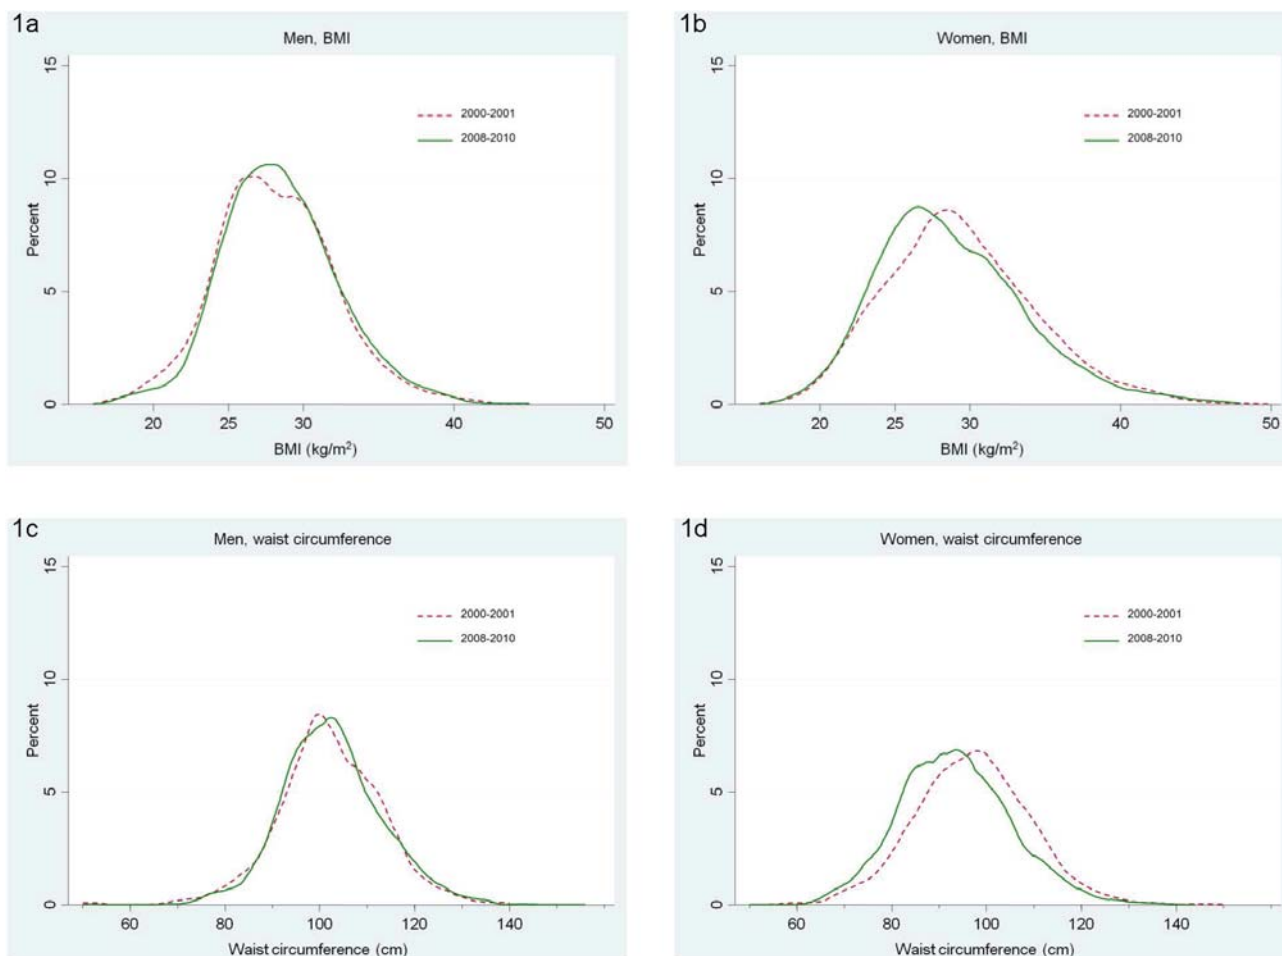 1a
Men, BMI
15
10
5
0
Percent
2000-2001
2008-2010
20 25 30 40 50
BMI (kg/m²)
1b
Women, BMI
15
10
5
0
Percent
2000-2001
2008-2010
20 25 30 40 50
BMI (kg/m²)
1c
Men, waist circumference
15
10
5
0
Percent
2000-2001
2008-2010
60 80 100 120 140
Waist circumference (cm)
1d
Women, waist circumference
15
10
5
0
Percent
2000-2001
2008-2010
60 80 100 120 140
Waist circumference (cm)